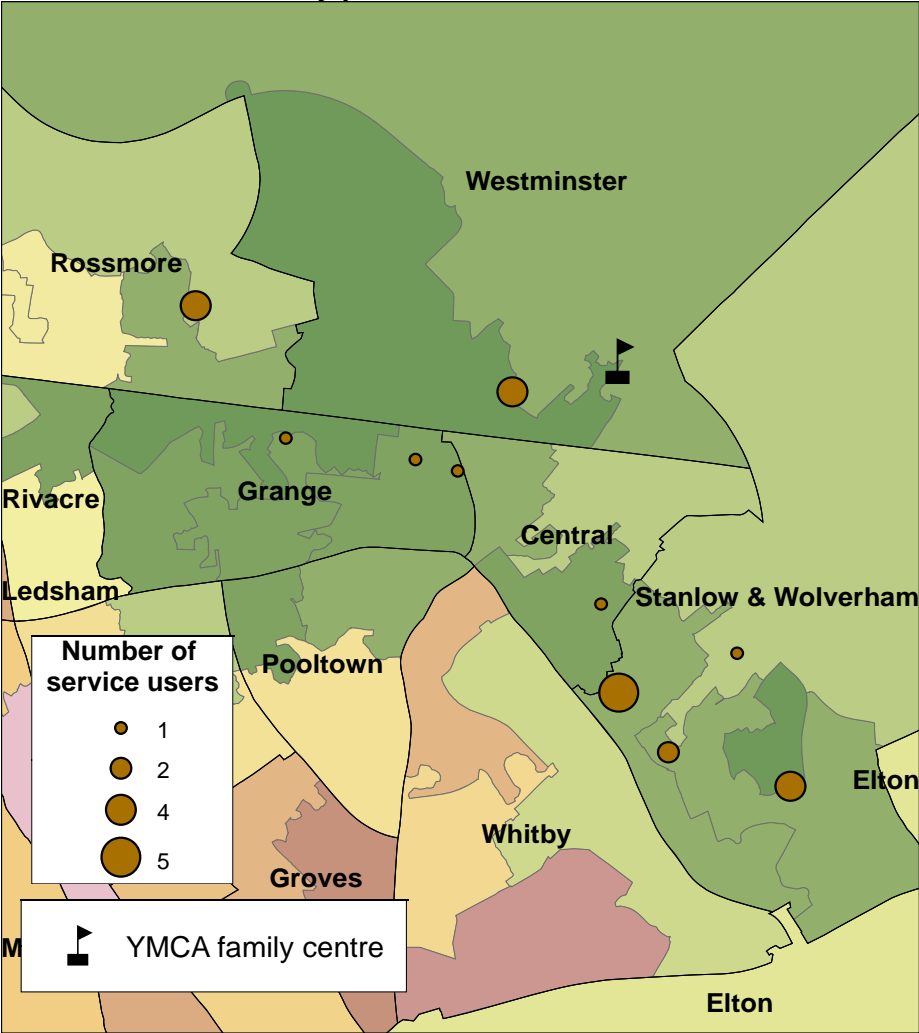 Westminster
Rossmore
Grange
Rivacre
Central
Ledsham
Stanlow & Wolverham
Pooltown
Elton
Whitby
Groves
Elton
Number of
service users
1
2
4
5
YMCA family centre
M